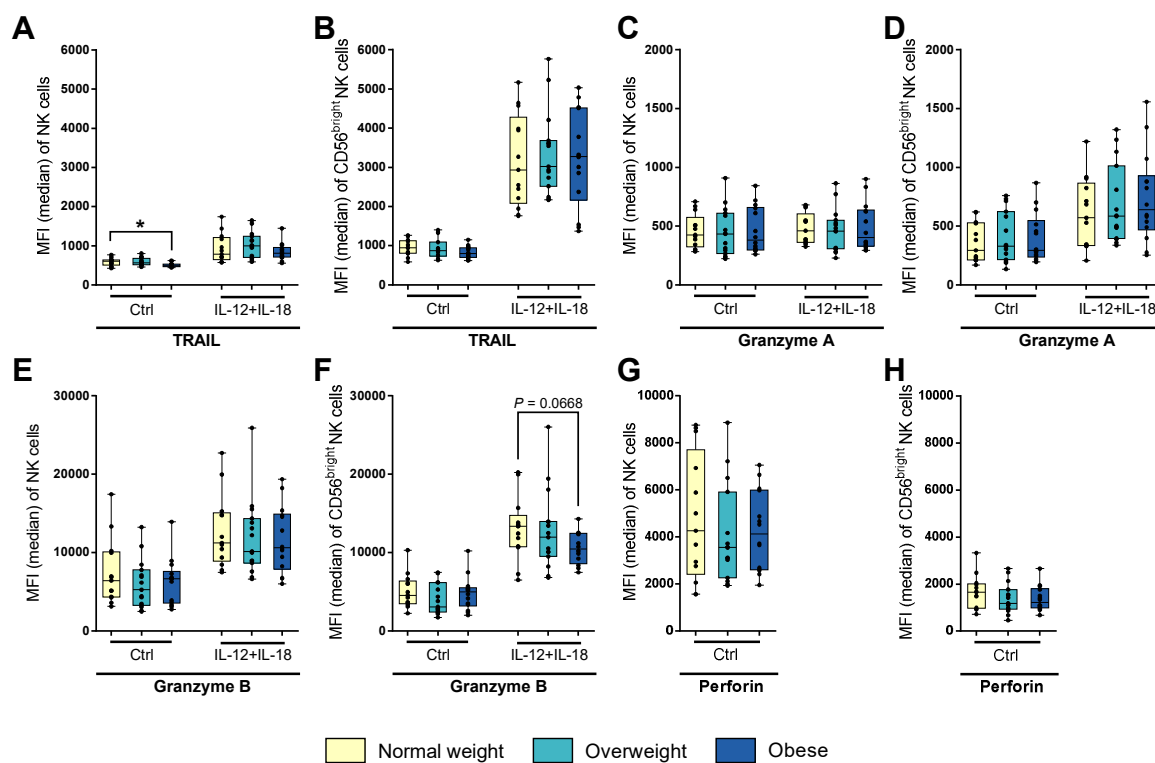 A
MFI (median) of NK cells
6000
5000
4000
3000
2000
1000
0
*
Ctrl
IL-12+IL-18
TRAIL
B
MFI (median) of CD56bright NK cells
6000
5000
4000
3000
2000
1000
0
Ctrl
IL-12+IL-18
TRAIL
C
MFI (median) of NK cells
2000
1500
1000
500
0
Ctrl
IL-12+IL-18
Granzyme A
D
MFI (median) of CD56bright NK cells
2000
1500
1000
500
0
Ctrl
IL-12+IL-18
Granzyme A
E
MFI (median) of NK cells
30000
20000
10000
0
Ctrl
IL-12+IL-18
Granzyme B
F
MFI (median) of CD56bright NK cells
30000
20000
10000
0
P = 0.0668
Ctrl
IL-12+IL-18
Granzyme B
G
MFI (median) of NK cells
10000
8000
6000
4000
2000
0
Ctrl
Perforin
H
MFI (median) of CD56bright NK cells
10000
8000
6000
4000
2000
0
Ctrl
Perforin
Normal weight
Overweight
Obese